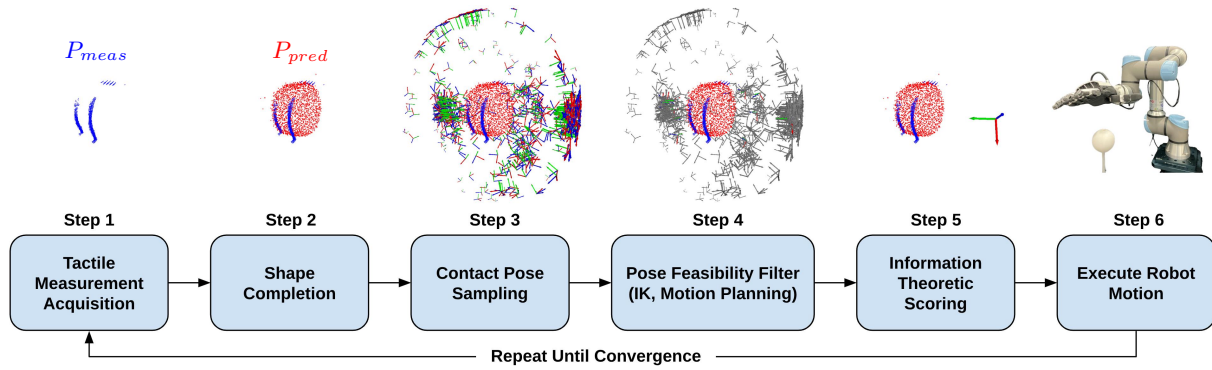 P_meas
P_pred
Step 1
Step 2
Step 3
Step 4
Step 5
Step 6
Tactile
Measurement
Acquisition
Shape
Completion
Contact Pose
Sampling
Pose Feasibility Filter
(IK, Motion Planning)
Information
Theoretic
Scoring
Execute Robot
Motion
Repeat Until Convergence